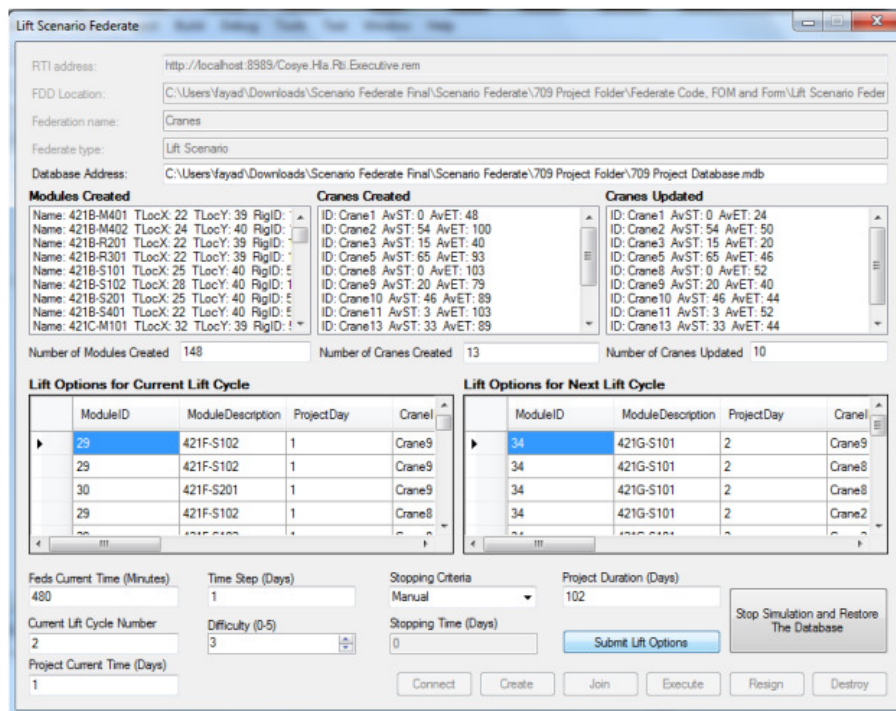 Lift Scenario Federate
RTI address: http://localhost:8989/Cosye.Hla.Rti.Executive.rem
FDD Location: C:\Users\fayad\Downloads\Scenario Federate Final\Scenario Federate\709 Project Folder\Federate Code, FOM and Form\Lift Scenario Feder
Federation name: Cranes
Federate type: Lift Scenario
Database Address: C:\Users\fayad\Downloads\Scenario Federate Final\Scenario Federate\709 Project Folder\709 Project Database.mdb
Modules Created
Name: 421B-M401 TLocX: 22 TLocY: 39 RigID:
Name: 421B-M402 TLocX: 24 TLocY: 40 RigID:
Name: 421B-R201 TLocX: 22 TLocY: 39 RigID:
Name: 421B-R301 TLocX: 22 TLocY: 39 RigID:
Name: 421B-S101 TLocX: 25 TLocY: 40 RigID: 5
Name: 421B-S102 TLocX: 28 TLocY: 40 RigID: 1
Name: 421B-S201 TLocX: 25 TLocY: 40 RigID: 5
Name: 421B-S401 TLocX: 22 TLocY: 40 RigID: 5
Name: 421C-M101 TLocX: 32 TLocY: 39 RigID:
Number of Modules Created 148
Cranes Created
ID: Crane1 AvST: 0 AvET: 48
ID: Crane2 AvST: 54 AvET: 100
ID: Crane3 AvST: 15 AvET: 40
ID: Crane5 AvST: 65 AvET: 93
ID: Crane8 AvST: 0 AvET: 103
ID: Crane9 AvST: 20 AvET: 79
ID: Crane10 AvST: 46 AvET: 89
ID: Crane11 AvST: 3 AvET: 103
ID: Crane13 AvST: 33 AvET: 89
Number of Cranes Created 13
Cranes Updated
ID: Crane1 AvST: 0 AvET: 24
ID: Crane2 AvST: 54 AvET: 50
ID: Crane3 AvST: 15 AvET: 20
ID: Crane5 AvST: 65 AvET: 46
ID: Crane8 AvST: 0 AvET: 52
ID: Crane9 AvST: 20 AvET: 40
ID: Crane10 AvST: 46 AvET: 44
ID: Crane11 AvST: 3 AvET: 52
ID: Crane13 AvST: 33 AvET: 44
Number of Cranes Updated 10
Lift Options for Current Lift Cycle
ModuleID ModuleDescription ProjectDay CraneI
29 421F-S102 1 Crane9
29 421F-S102 1 Crane9
30 421F-S201 1 Crane9
29 421F-S102 1 Crane8
Lift Options for Next Lift Cycle
ModuleID ModuleDescription ProjectDay CraneI
34 421G-S101 2 Crane9
34 421G-S101 2 Crane8
34 421G-S101 2 Crane8
34 421G-S101 2 Crane2
Feds Current Time (Minutes) Time Step (Days) Stopping Criteria Project Duration (Days)
480 1 Manual 102
Current Lift Cycle Number Difficulty (0-5) Stopping Time (Days)
2 3 0 Submit Lift Options
Stop Simulation and Restore
The Database
Project Current Time (Days)
1
Connect Create Join Execute Resign Destroy